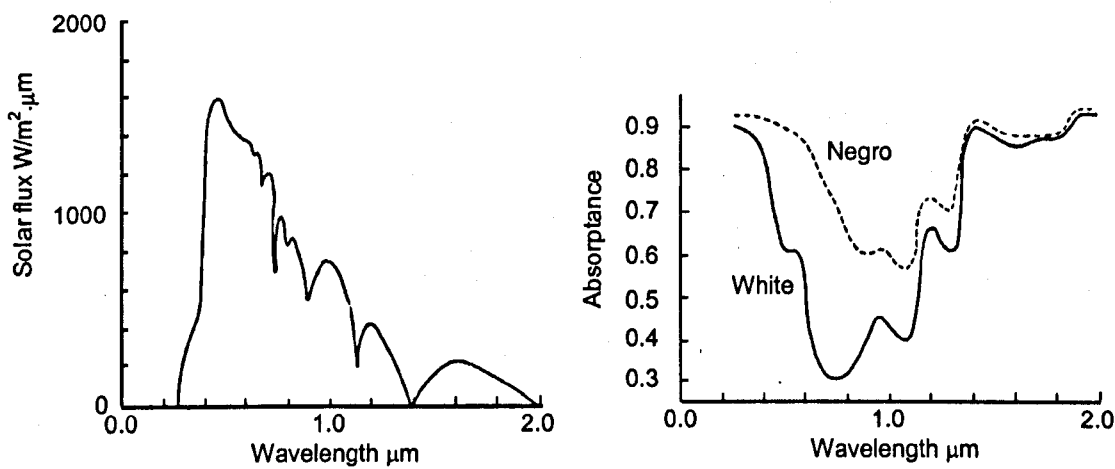 2000
1000
0
Solar flux W/m².μm
0.0
1.0
2.0
Wavelength μm
0.9
0.8
0.7
0.6
0.5
0.4
0.3
Absorptance
Negro
White
0.0
1.0
2.0
Wavelength μm